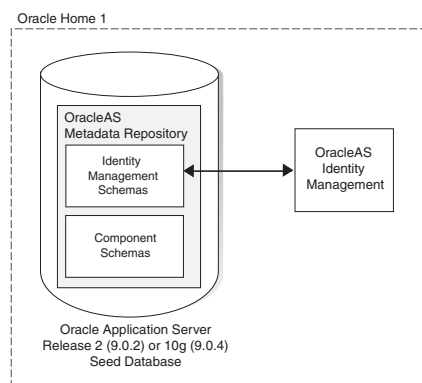 Oracle Home 1
OracleAS
Metadata Repository
Identity
Management
Schemas
Component
Schemas
OracleAS
Identity
Management
Oracle Application Server
Release 2 (9.0.2) or 10g (9.0.4)
Seed Database